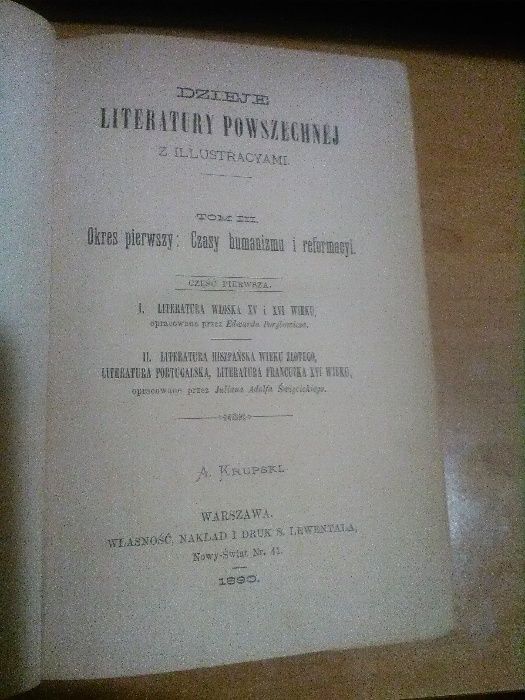 DZIEJE
LITERATURY POWSZECHNEJ
Z ILLUSTRACYAMI.
TOM III.
Okres pierwszy: Czasy humanizmu i reformacyi.
CZĘŚĆ PIERWSZA.
I. LITERATURA WŁOSKA XV i XVI WIEKU,
opracowana przez Edwarda Porębowicza.
II. LITERATURA HISZPAŃSKA WIEKU ZŁOTEGO,
LITERATURA PORTUGALSKA, LITERATURA FRANCUZKA XVI WIEKU,
opracowane przez Juliana Adolfa Święcickiego.
A. KRUPSKI.
WARSZAWA.
WŁASNOŚĆ, NAKŁAD I DRUK S. LEWENTALA,
Nowy-Świat Nr. 41.
1890.